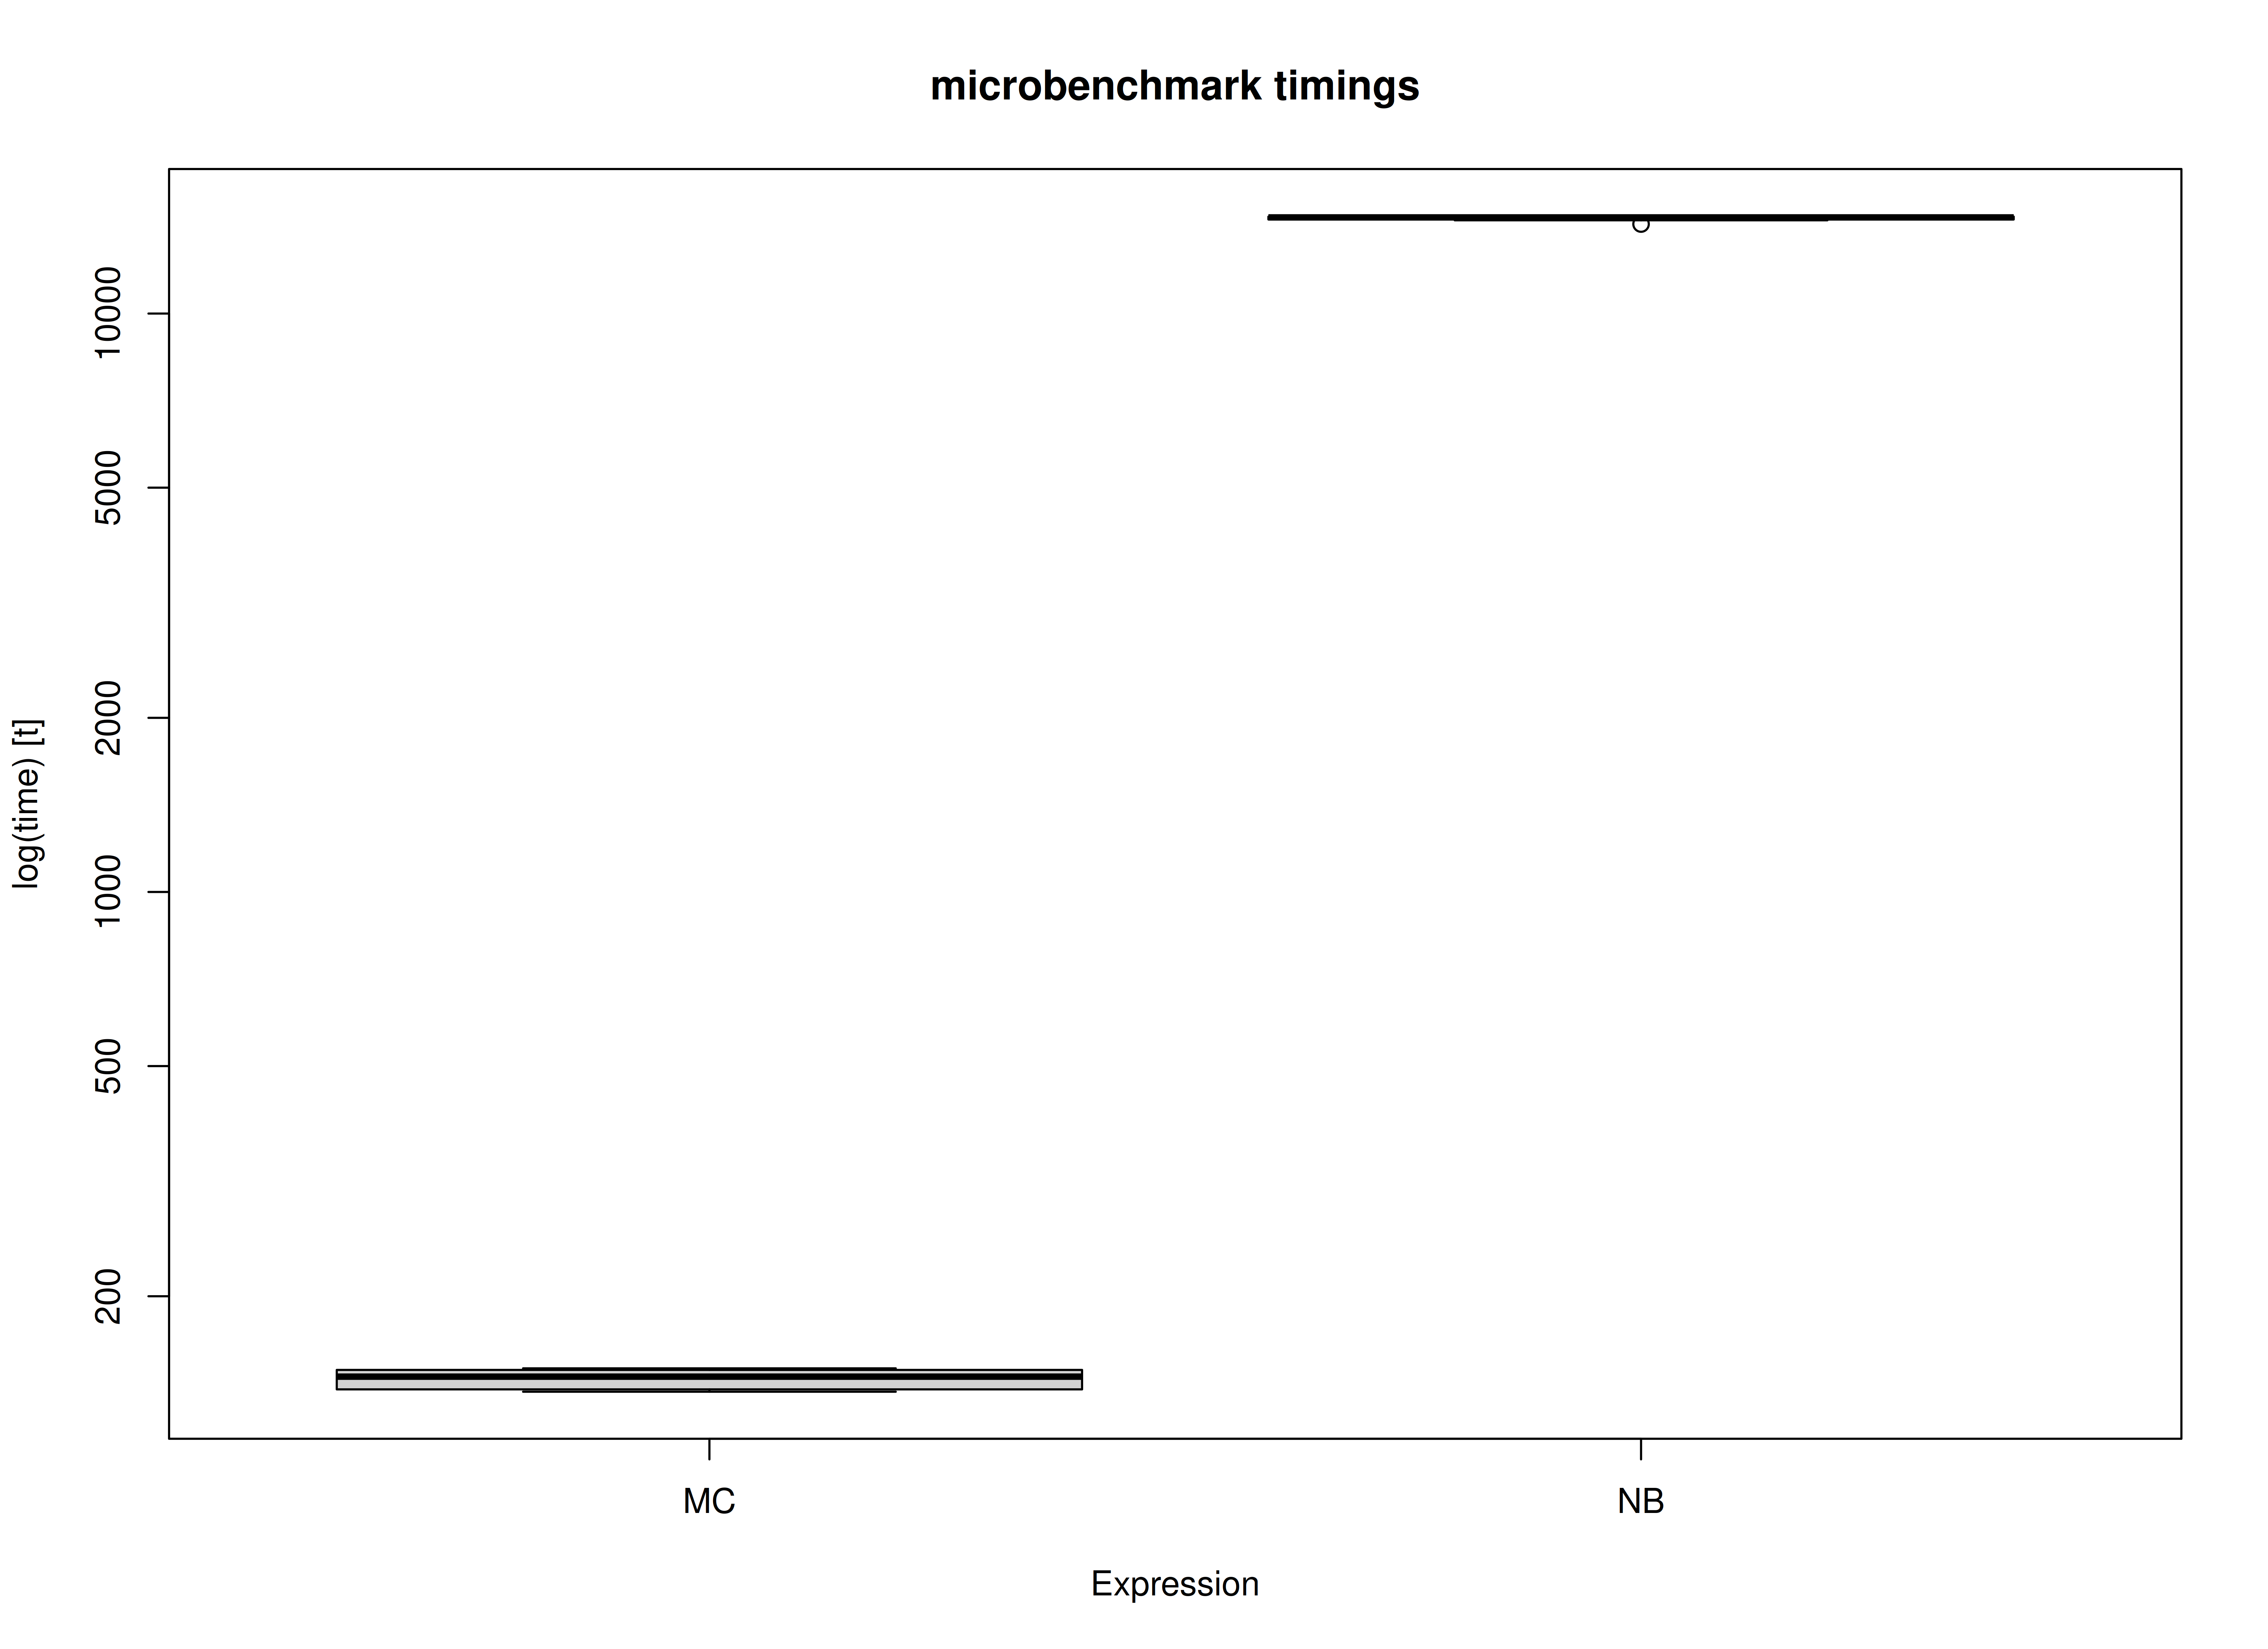 microbenchmark timings
log(time) [t]
10000
5000
2000
1000
500
200
MC
NB
Expression